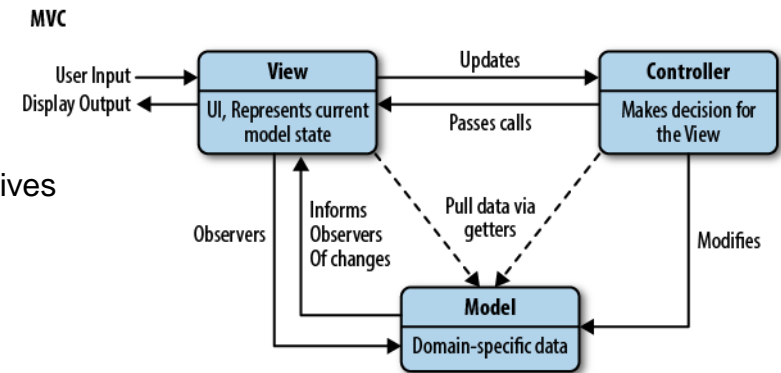 MVC
User Input
Display Output
View
UI, Represents current
model state
Updates
Passes calls
Controller
Makes decision for
the View
ives
Observers
Informs
Observers
Of changes
Pull data via
getters
Modifies
Model
Domain-specific data